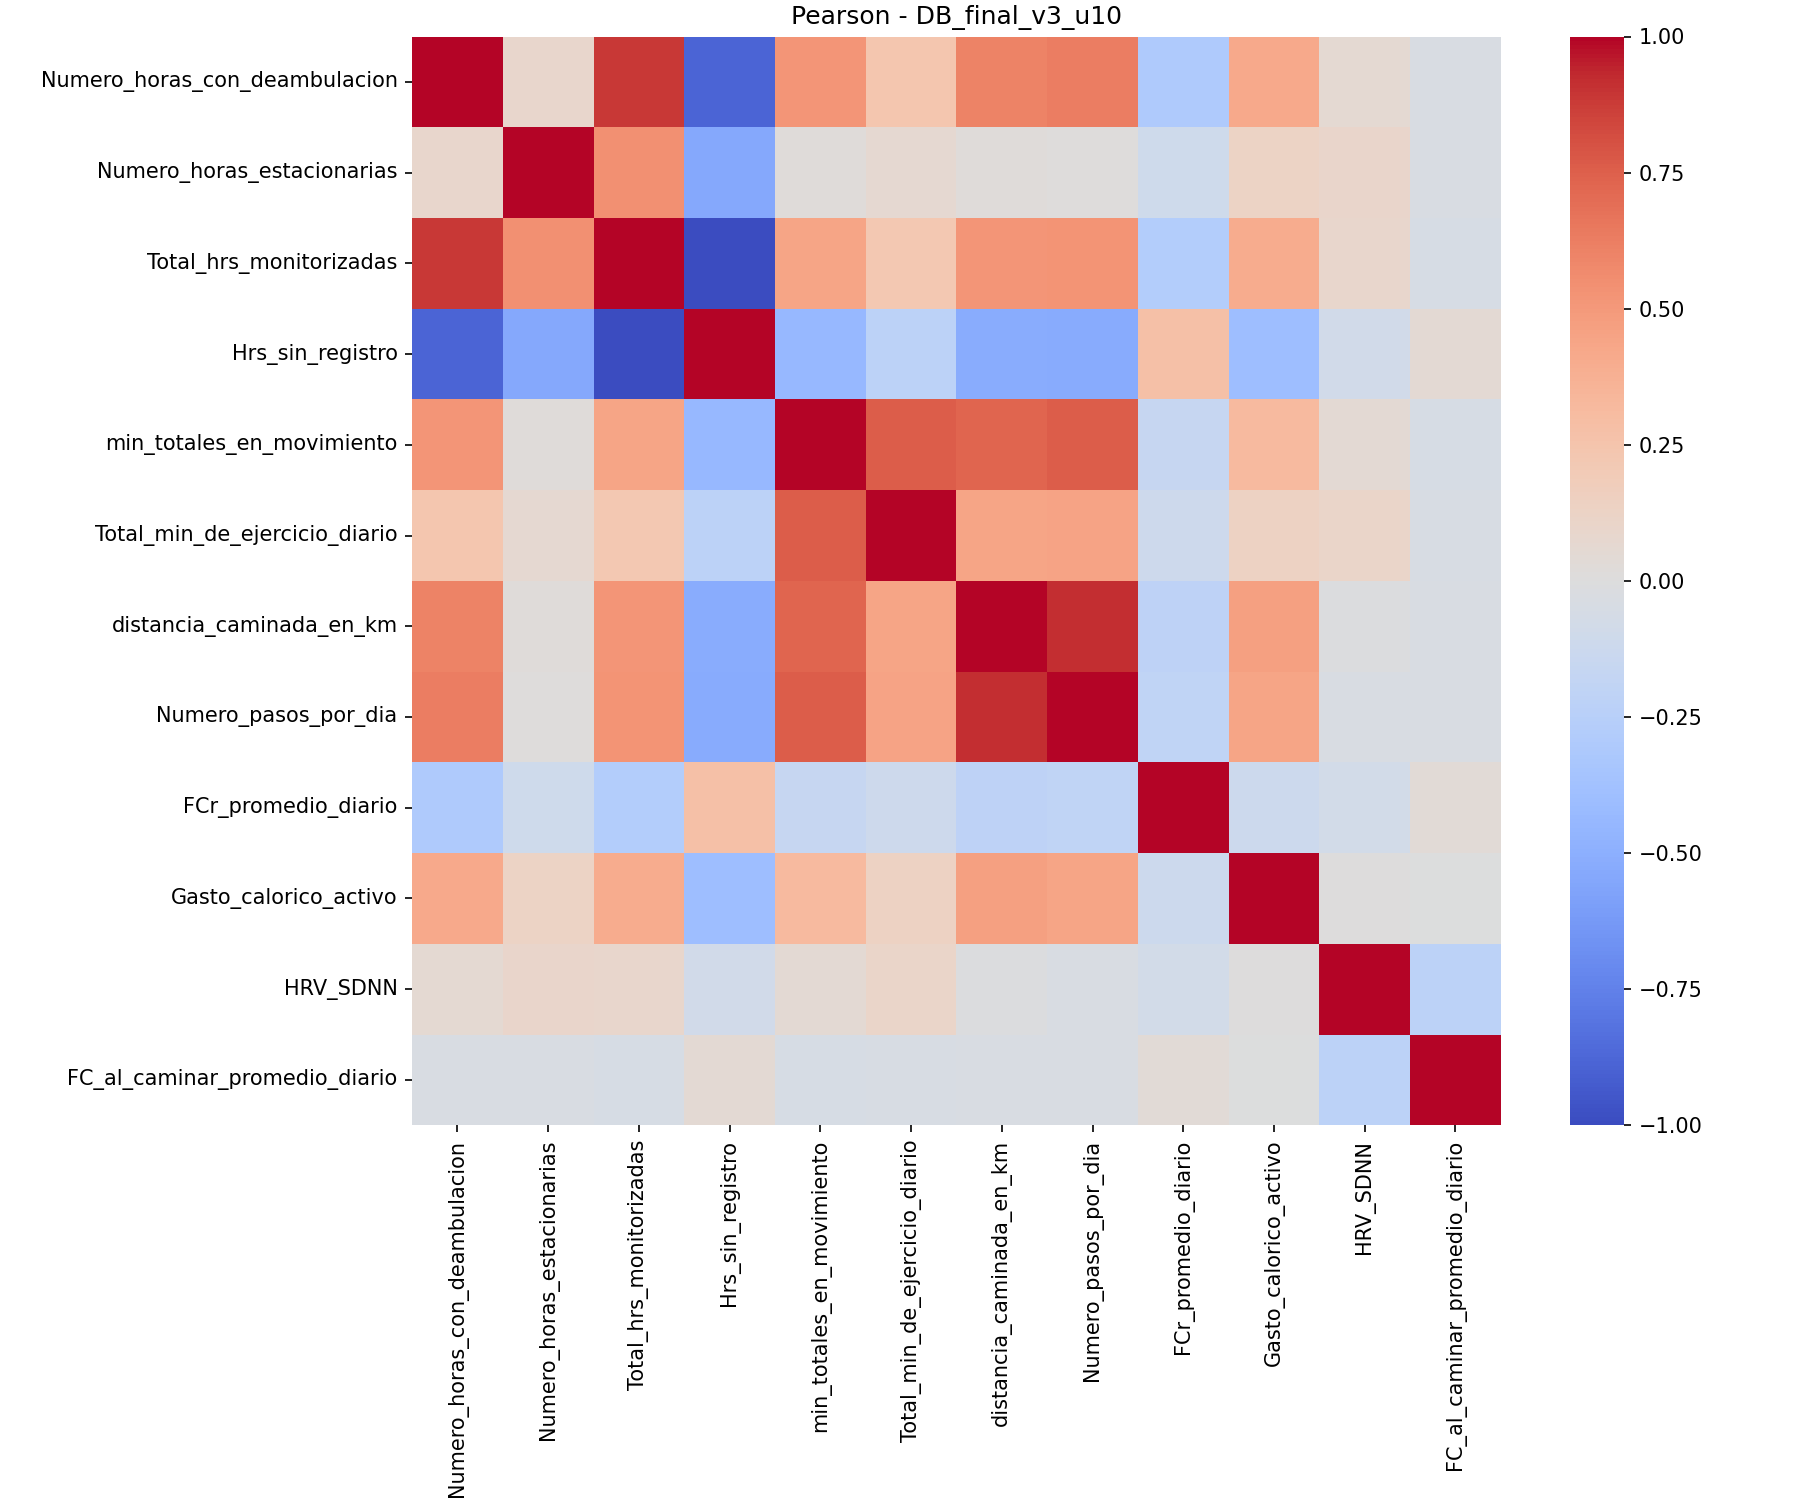 Pearson - DB_final_v3_u10
Numero_horas_con_deambulacion
Numero_horas_estacionarias
Total_hrs_monitorizadas
Hrs_sin_registro
min_totales_en_movimiento
Total_min_de_ejercicio_diario
distancia_caminada_en_km
Numero_pasos_por_dia
FCr_promedio_diario
Gasto_calorico_activo
HRV_SDNN
FC_al_caminar_promedio_diario
Numero_horas_con_deambulacion
Numero_horas_estacionarias
Total_hrs_monitorizadas
Hrs_sin_registro
min_totales_en_movimiento
Total_min_de_ejercicio_diario
distancia_caminada_en_km
Numero_pasos_por_dia
FCr_promedio_diario
Gasto_calorico_activo
HRV_SDNN
FC_al_caminar_promedio_diario
1.00
0.75
0.50
0.25
0.00
−0.25
−0.50
−0.75
−1.00